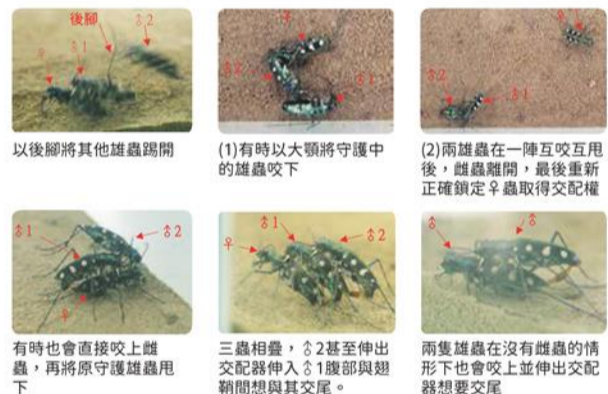 後腳
♂2
♀
♂1
以後腳將其他雄蟲踢開
♀
♂2
♂1
(1)有時以大顎將守護中
的雄蟲咬下
♀
♂2
♂1
(2)兩雄蟲在一陣互咬互甩
後，雌蟲離開，最後重新
正確鎖定♀蟲取得交配權
♂1
♂2
♀
有時也會直接咬上雌
蟲，再將原守護雄蟲甩
下
♂1
♂2
♀
三蟲相疊，♂2甚至伸出
交配器伸入♂1腹部與翅
鞘間想與其交尾。
♂
♂
兩隻雄蟲在沒有雌蟲的情
形下也會咬上並伸出交配
器想要交尾